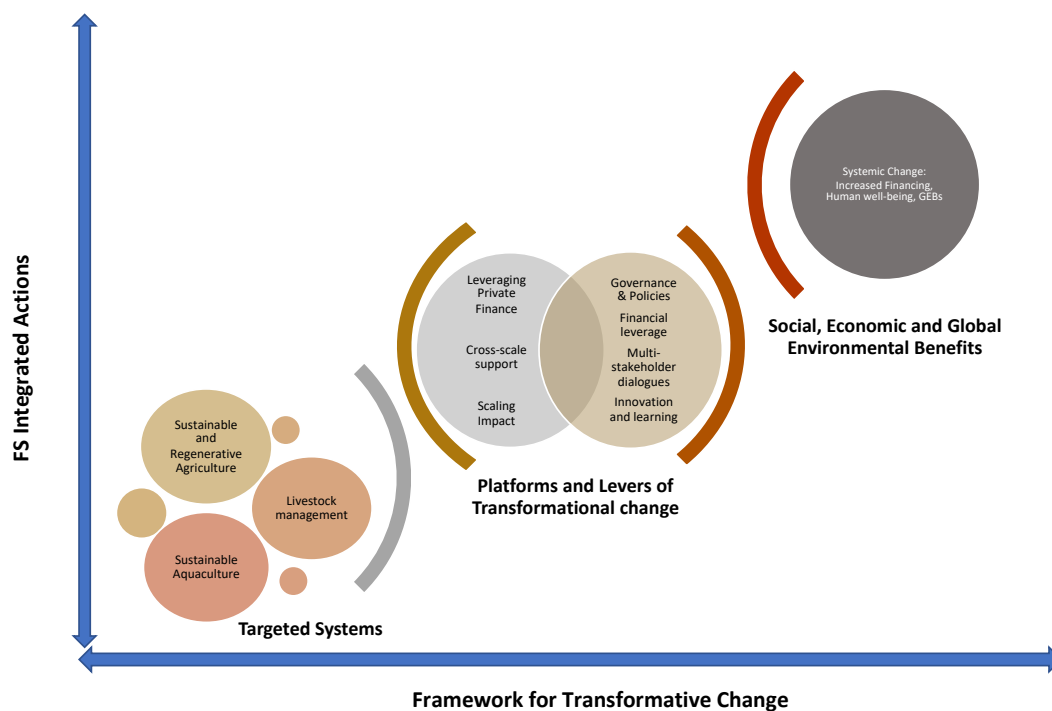 FS Integrated Actions
Systemic Change:
Increased Financing,
Human well-being, GEBs
Social, Economic and Global
Environmental Benefits
Leveraging
Private
Finance
Cross-scale
support
Scaling
Impact
Governance
& Policies
Financial
leverage
Multi-
stakeholder
dialogues
Innovation
and learning
Platforms and Levers of
Transformational change
Sustainable
and
Regenerative
Agriculture
Livestock
management
Sustainable
Aquaculture
Targeted Systems
Framework for Transformative Change